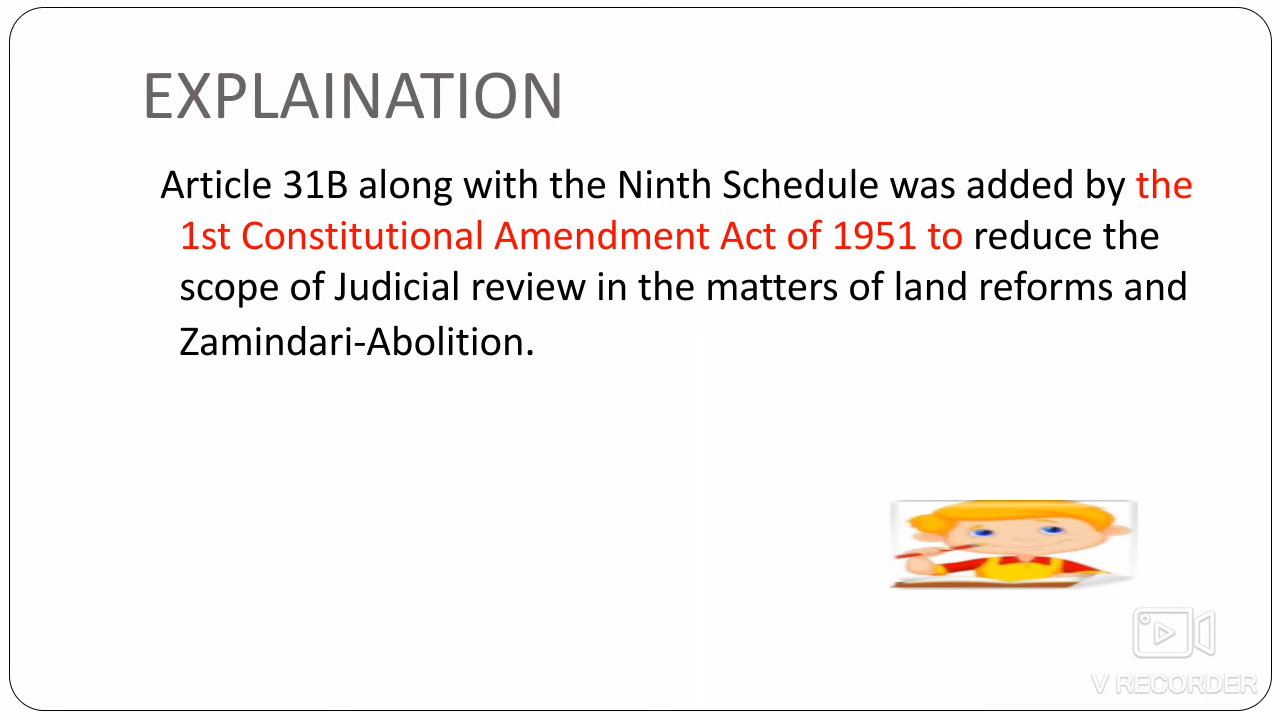 EXPLAINATION
Article 31B along with the Ninth Schedule was added by the
1st Constitutional Amendment Act of 1951 to reduce the
scope of Judicial review in the matters of land reforms and
Zamindari-Abolition.
V RECORDER